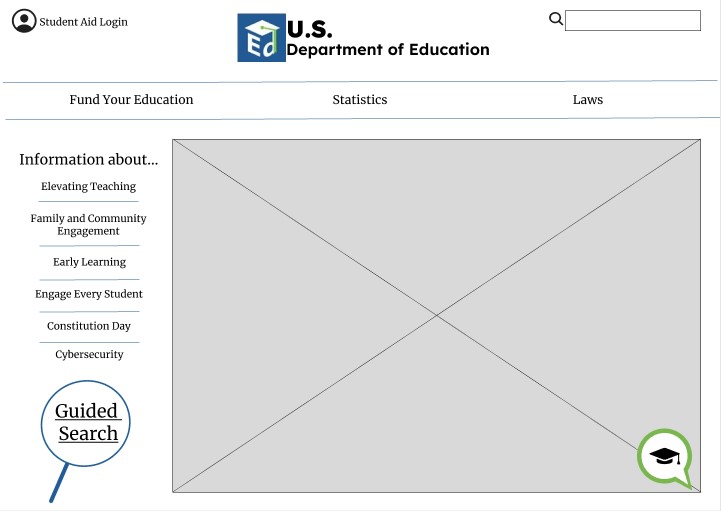 Student Aid Login
Ed
U.S.
Department of Education
Fund Your Education
Statistics
Laws
Information about...
Elevating Teaching
Family and Community
Engagement
Early Learning
Engage Every Student
Constitution Day
Cybersecurity
Guided
Search